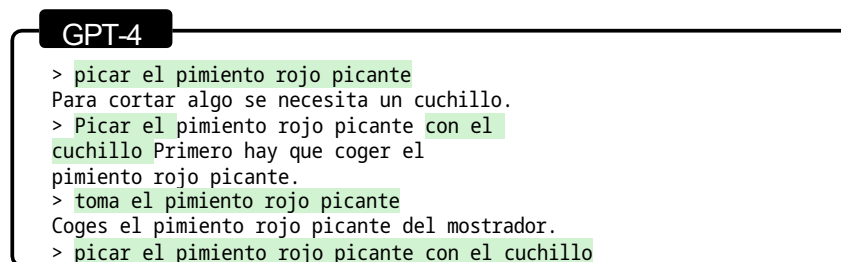 GPT-4
> picar el pimiento rojo picante
Para cortar algo se necesita un cuchillo.
> Picar el pimiento rojo picante con el
cuchillo Primero hay que coger el
pimiento rojo picante.
> toma el pimiento rojo picante
Coges el pimiento rojo picante del mostrador.
> picar el pimiento rojo picante con el cuchillo